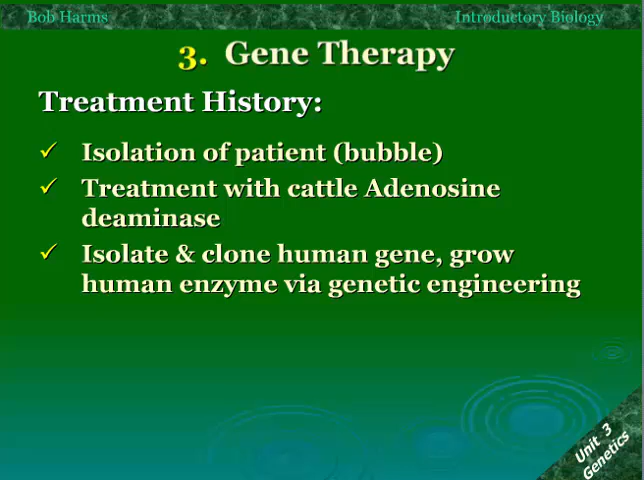 Bob Harms Introductory Biology
3. Gene Therapy
Treatment History:
✓ Isolation of patient (bubble)
✓ Treatment with cattle Adenosine
deaminase
✓ Isolate & clone human gene, grow
human enzyme via genetic engineering
Unit 3
Genetics